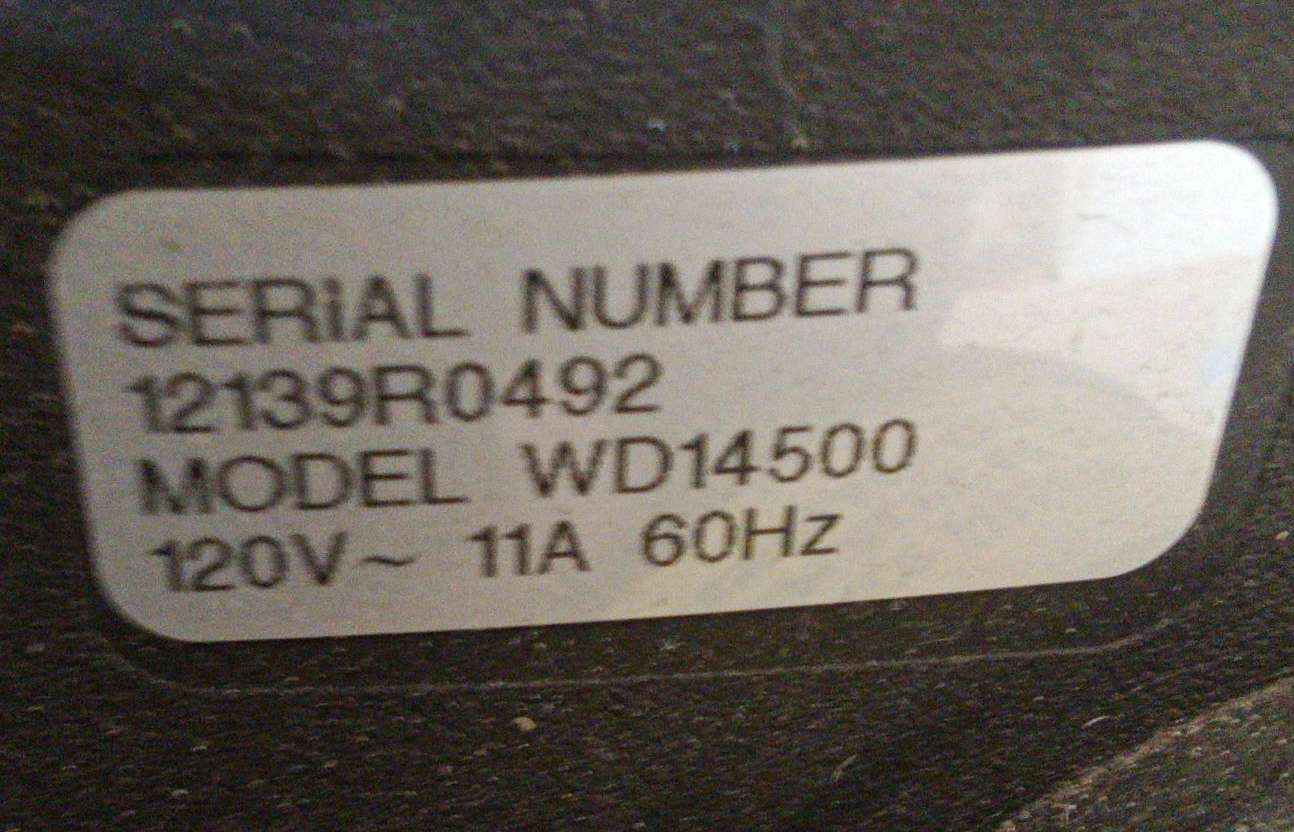 SERiAL NUMBER
12139R0492
MODEL WD14500
120V~ 11A 60Hz